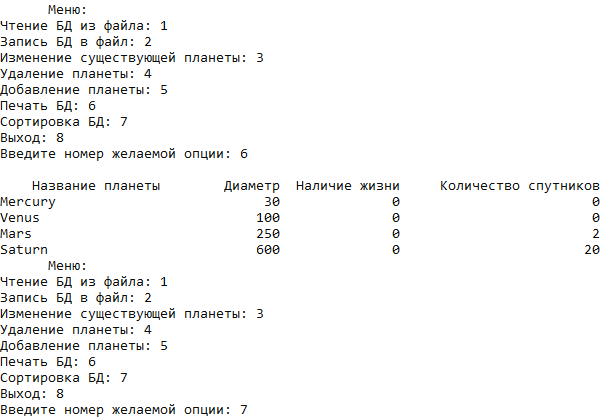 Меню:
Чтение БД из файла: 1
Запись БД в файл: 2
Изменение существующей планеты: 3
Удаление планеты: 4
Добавление планеты: 5
Печать БД: 6
Сортировка БД: 7
Выход: 8
Введите номер желаемой опции: 6
Название планеты Диаметр Наличие жизни Количество спутников
Mercury 30 0 0
Venus 100 0 0
Mars 250 0 2
Saturn 600 0 20
Меню:
Чтение БД из файла: 1
Запись БД в файл: 2
Изменение существующей планеты: 3
Удаление планеты: 4
Добавление планеты: 5
Печать БД: 6
Сортировка БД: 7
Выход: 8
Введите номер желаемой опции: 7